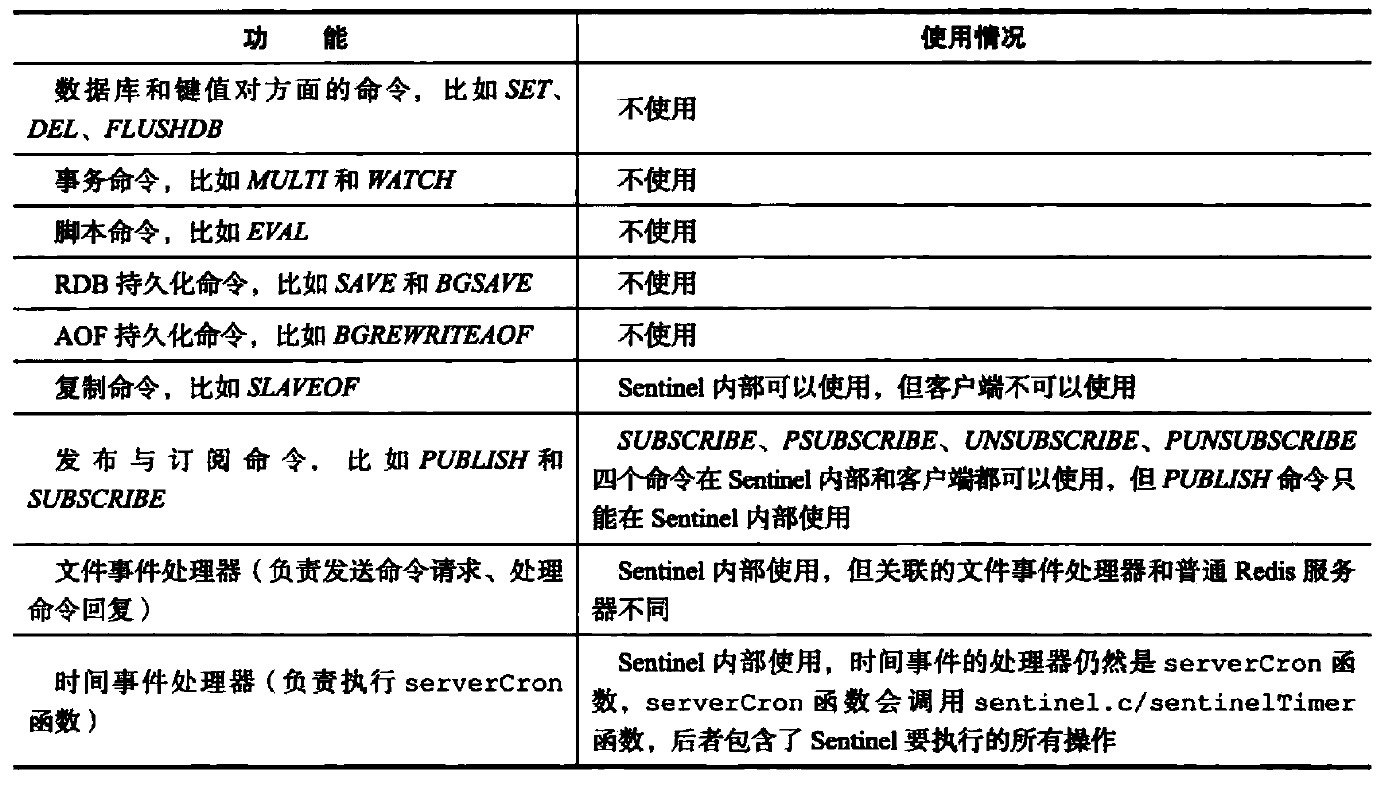 功 能 使用情况
数据库和键值对方面的命令，比如 SET、
DEL、FLUSHDB
不使用
事务命令，比如 MULTI 和 WATCH 不使用
脚本命令，比如 EVAL 不使用
RDB 持久化命令，比如 SAVE 和 BGSAVE 不使用
AOF 持久化命令，比如 BGREWRITEAOF 不使用
复制命令，比如 SLAVEOF Sentinel 内部可以使用，但客户端不可以使用
发布与订阅命令，比如 PUBLISH 和
SUBSCRIBE
SUBSCRIBE、PSUBSCRIBE、UNSUBSCRIBE、PUNSUBSCRIBE
四个命令在 Sentinel 内部和客户端都可以使用，但 PUBLISH 命令只
能在 Sentinel 内部使用
文件事件处理器（负责发送命令请求、处理
命令回复）
Sentinel 内部使用，但关联的文件事件处理器和普通 Redis 服务
器不同
时间事件处理器（负责执行 serverCron
函数）
Sentinel 内部使用，时间事件的处理器仍然是 serverCron 函
数，serverCron 函数会调用 sentinel.c/sentinelTimer
函数，后者包含了 Sentinel 要执行的所有操作